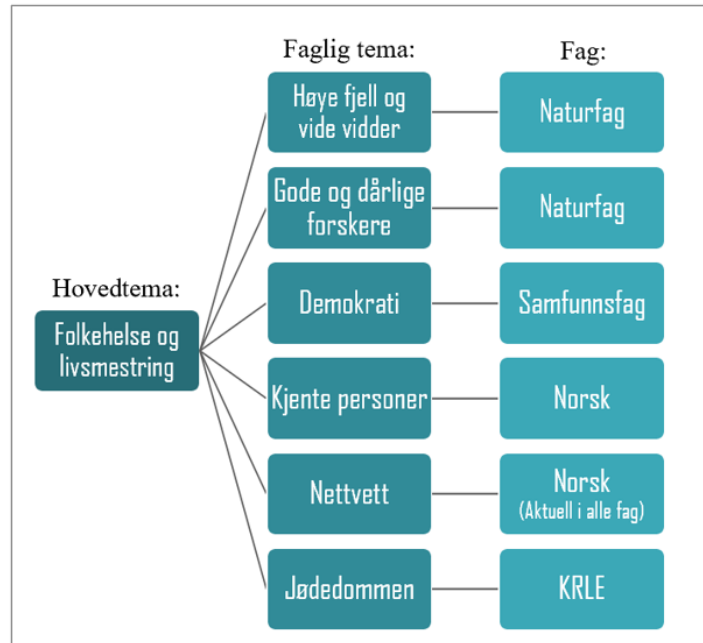 Faglig tema:
Fag:
Høye fjell og
vide vidder
Naturfag
Gode og dårlige
forskere
Naturfag
Hovedtema:
Folkehelse og
livsmestring
Demokrati
Samfunnsfag
Kjente personer
Norsk
Nettvett
Norsk
(Aktuell i alle fag)
Jødedommen
KRLE